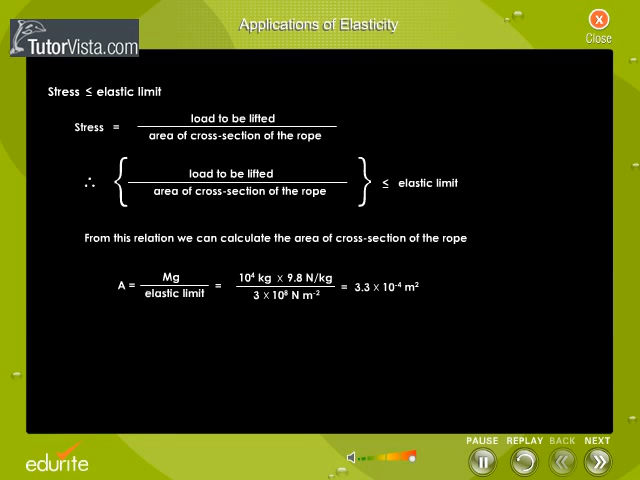 Applications of Elasticity
X
Close
TutorVista.com
Stress ≤ elastic limit
Stress = load to be lifted / area of cross-section of the rope
∴ { load to be lifted / area of cross-section of the rope } ≤ elastic limit
From this relation we can calculate the area of cross-section of the rope
A = Mg / elastic limit = 10⁴ kg x 9.8 N/kg / 3 x 10⁸ N m⁻² = 3.3 x 10⁻⁴ m²
PAUSE REPLAY BACK NEXT
edurite